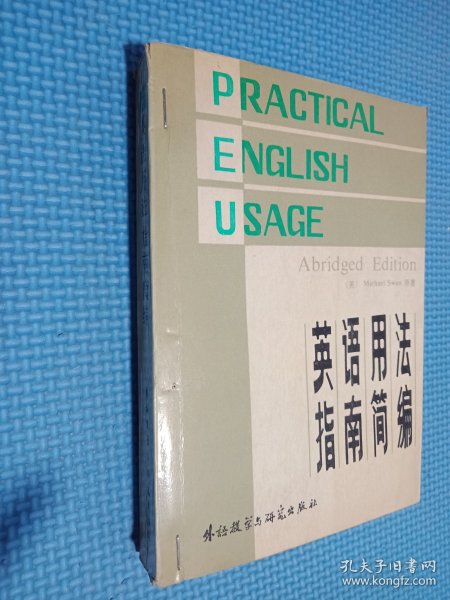 PRACTICAL
ENGLISH
USAGE
Abridged Edition
〔英〕 Michael Swan 原著
英语用法
指南简编
外语教学与研究出版社
孔夫子旧书网
www.kongfz.com